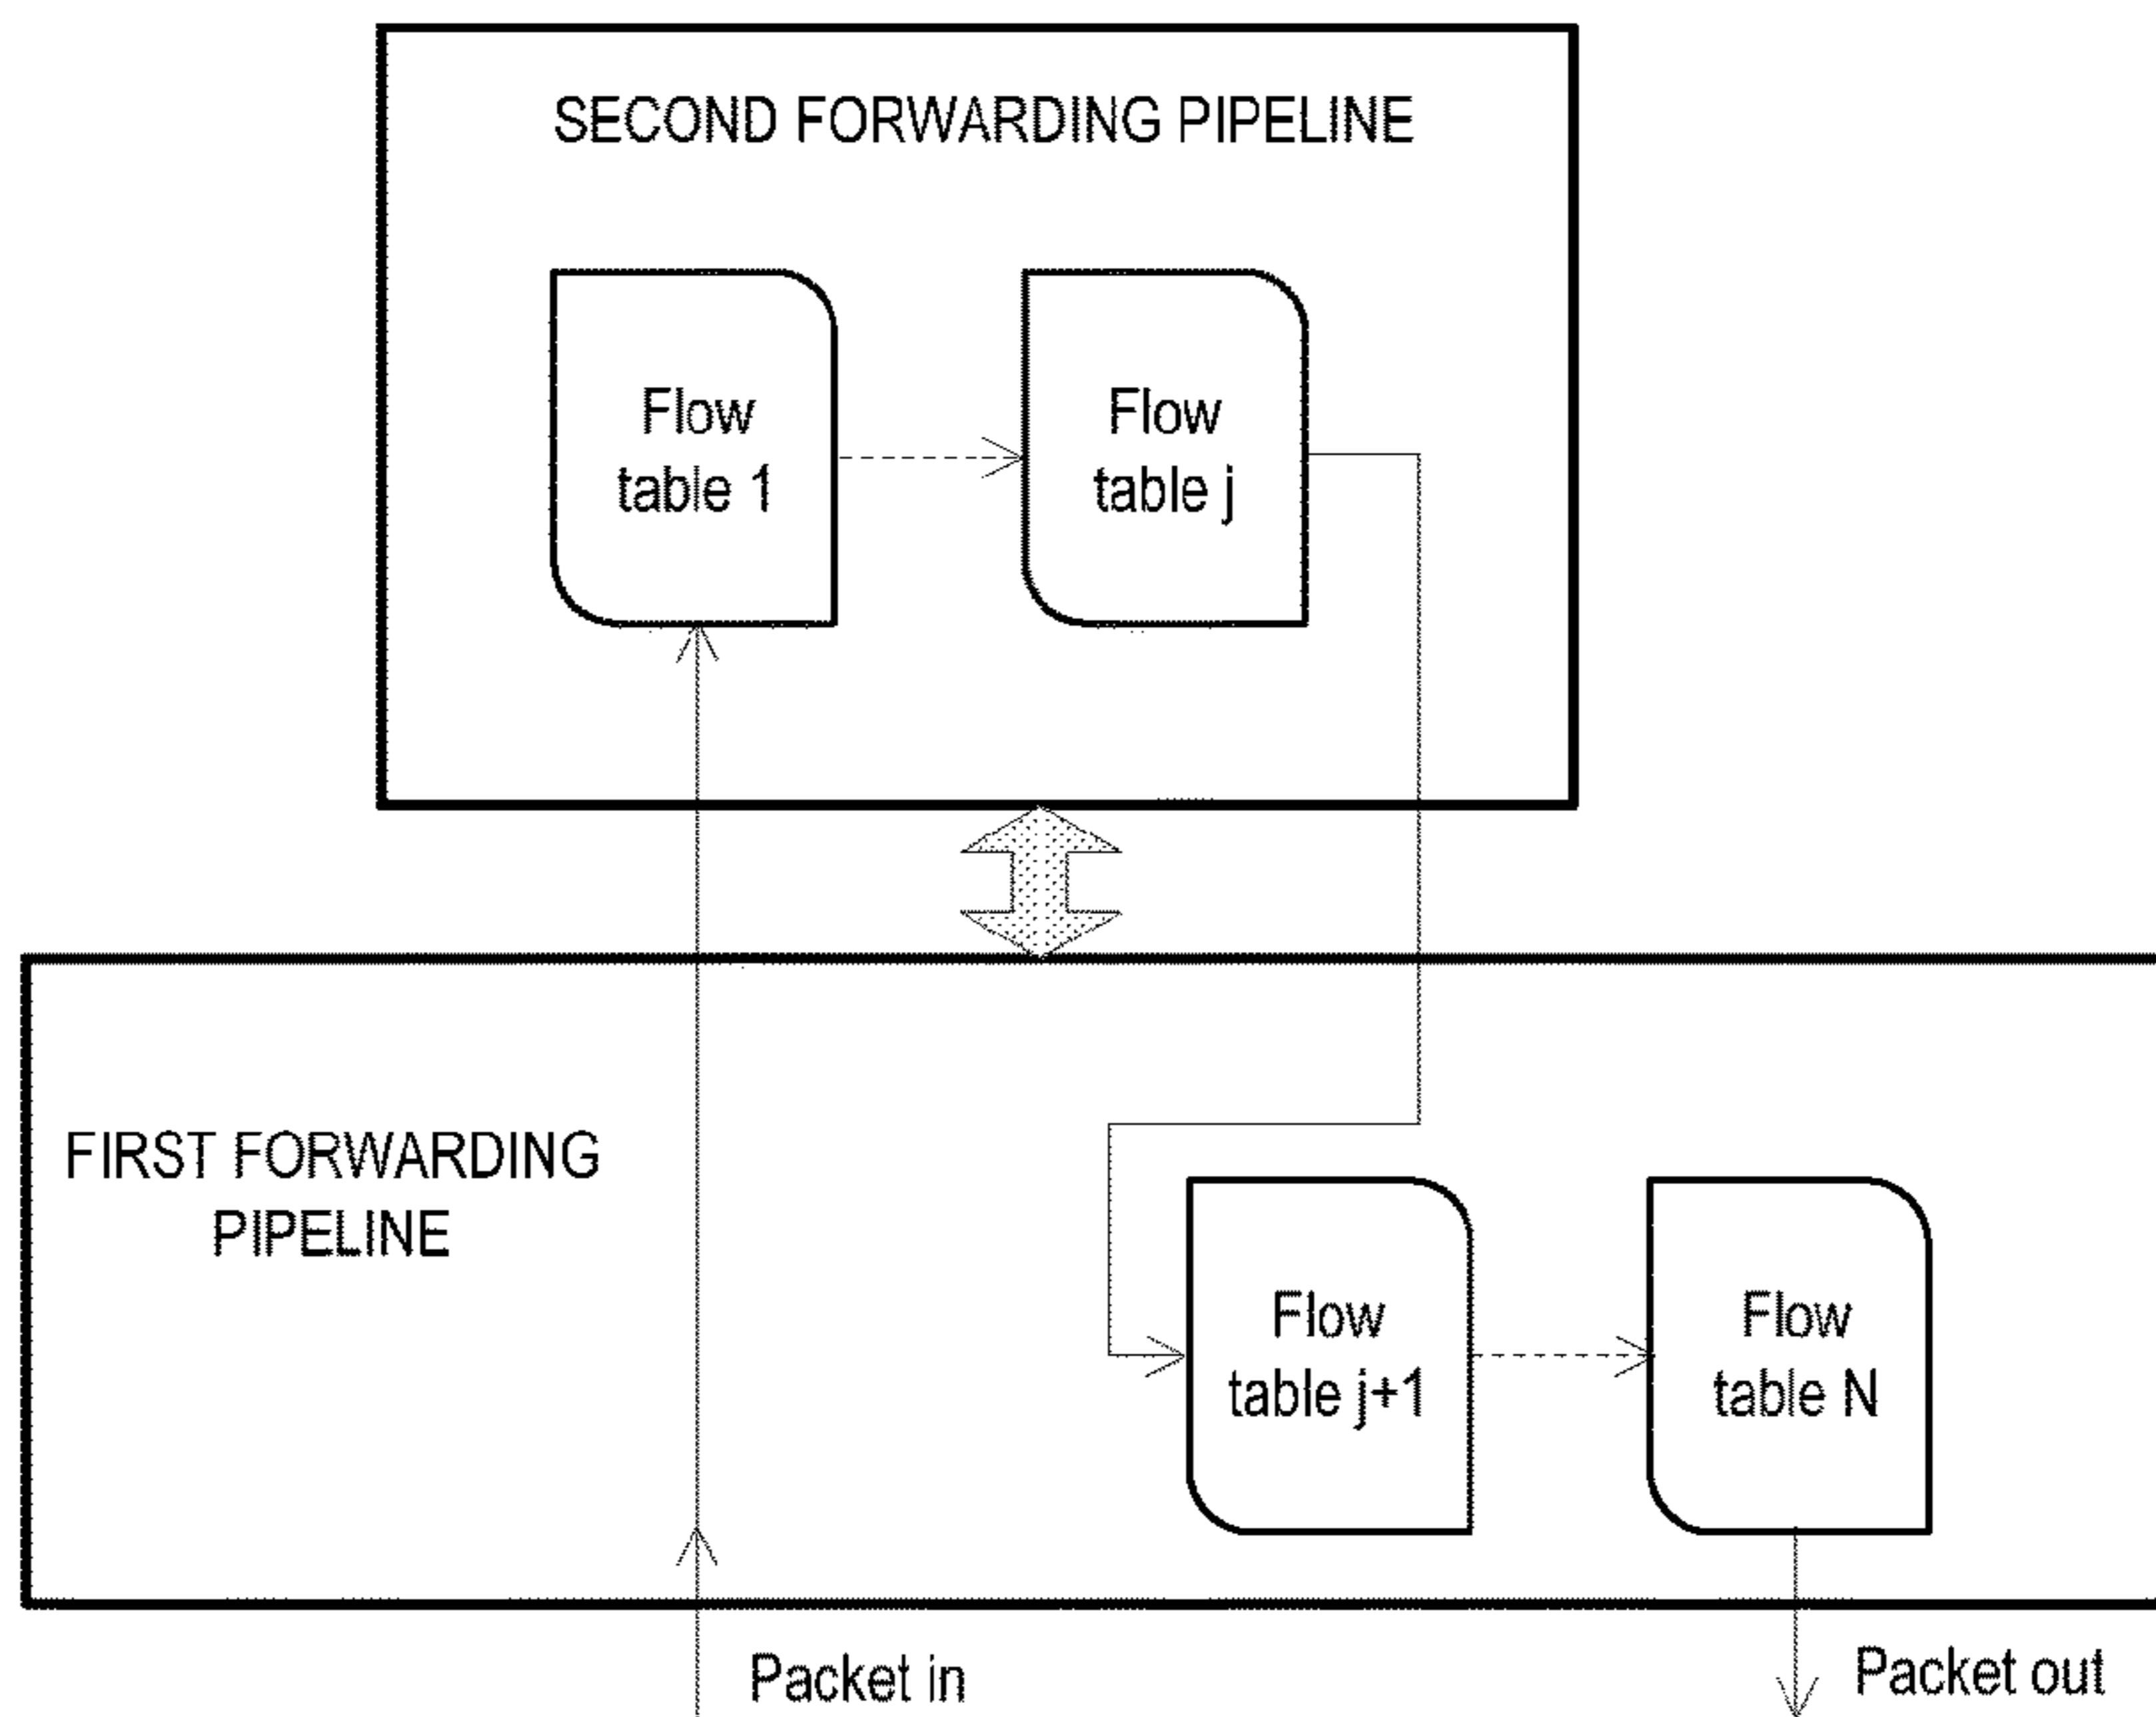 SECOND FORWARDING PIPELINE
Flow
table 1
Flow
table j
FIRST FORWARDING
PIPELINE
Flow
table j+1
Flow
table N
Packet in
Packet out